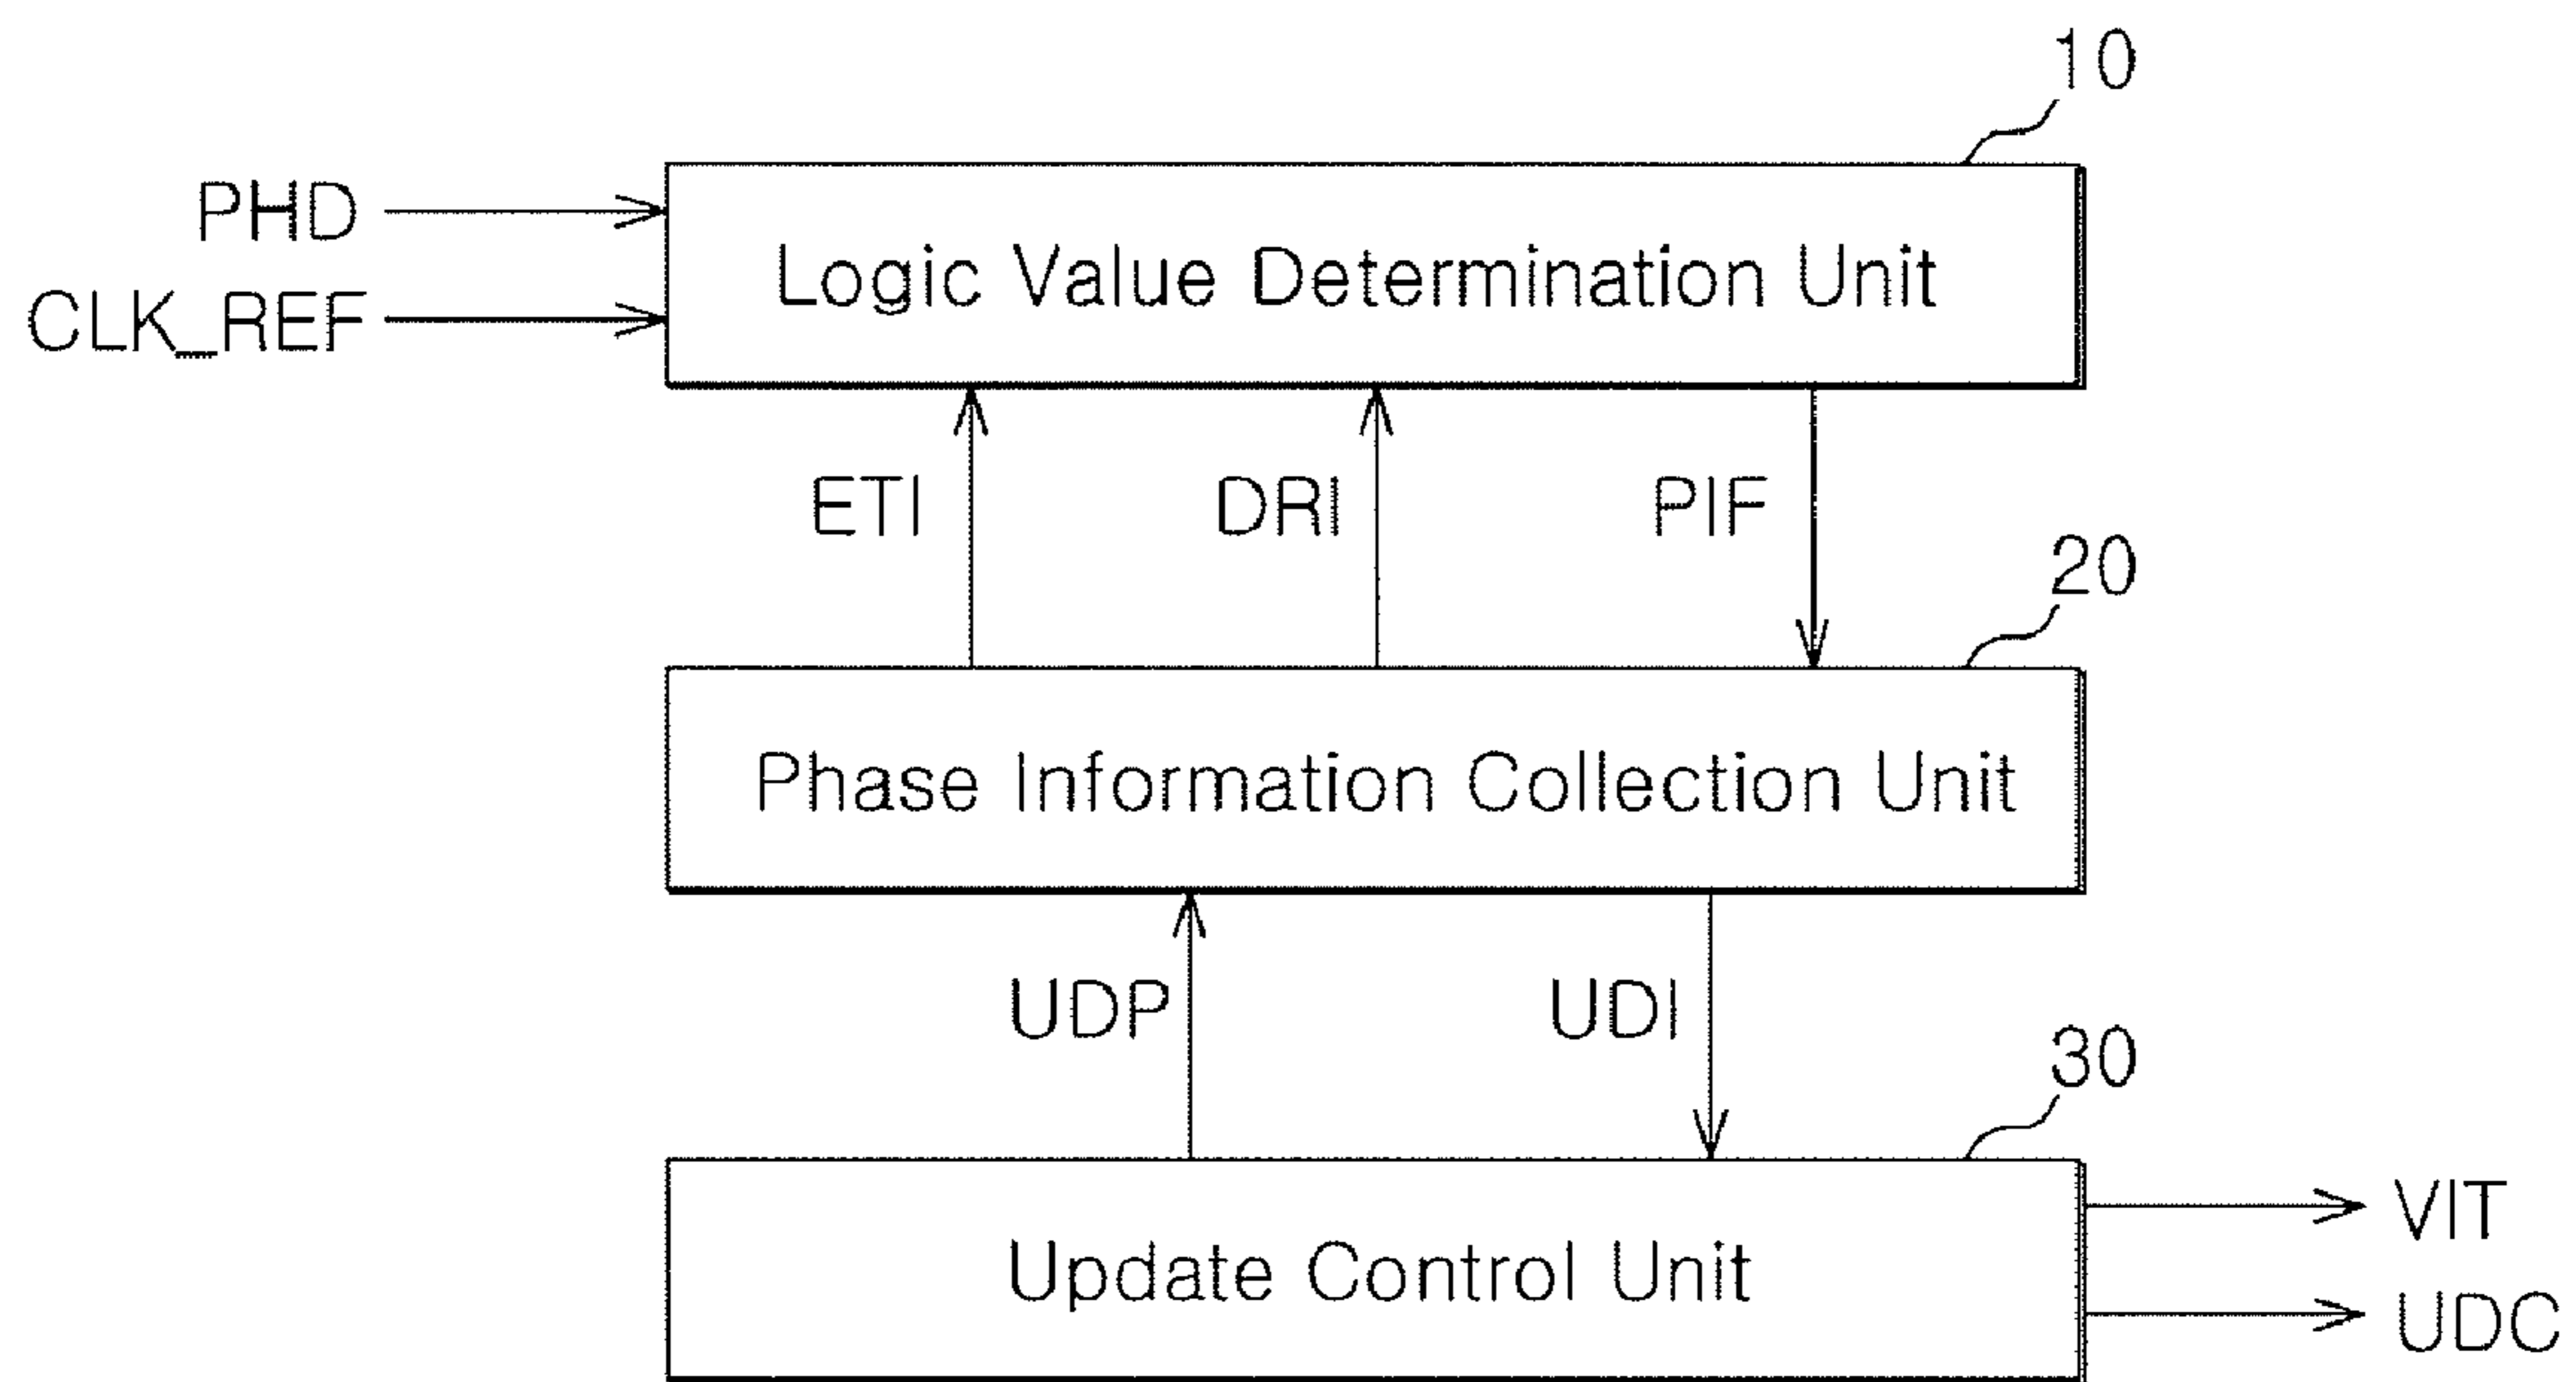 10
PHD
CLK_REF
Logic Value Determination Unit
ETI
DRI
PIF
20
Phase Information Collection Unit
UDP
UDI
30
Update Control Unit
VIT
UDC